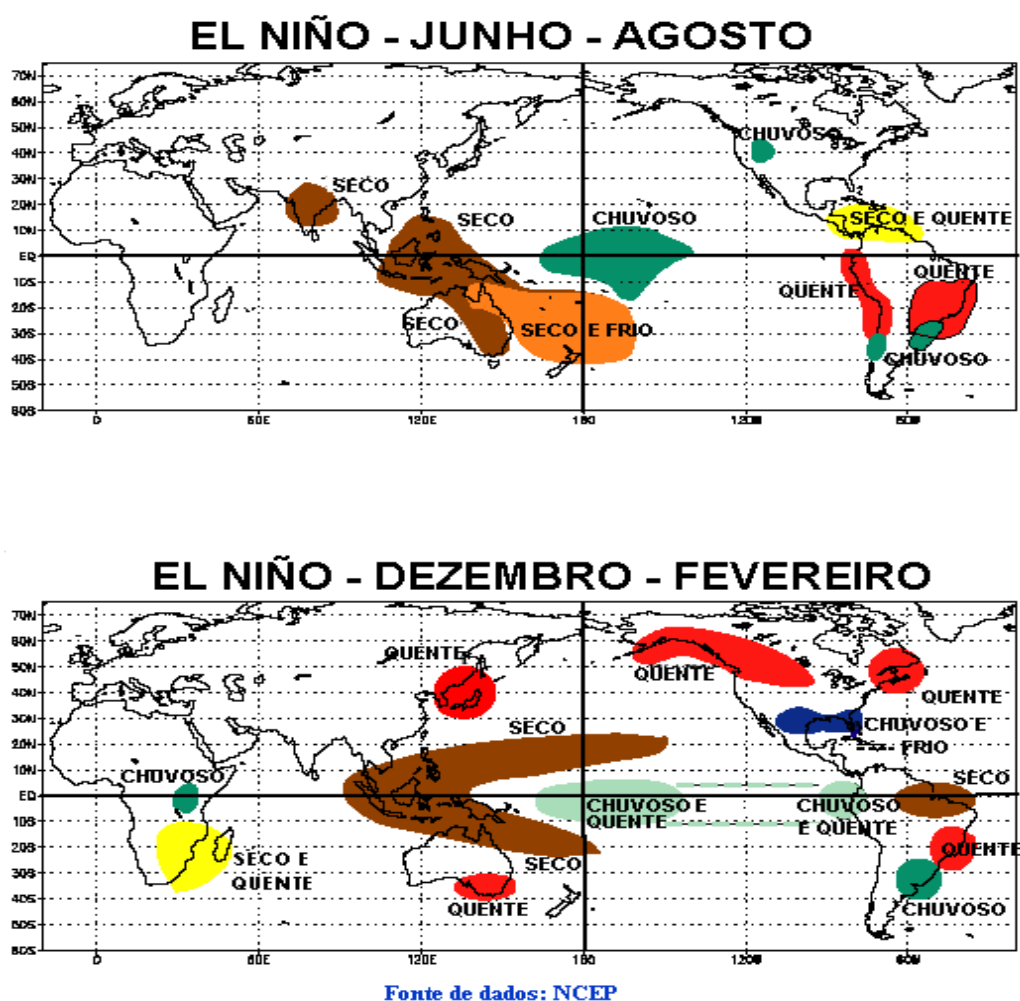 EL NIÑO - JUNHO - AGOSTO
70N
60N
50N
40N
30N
20N
10N
EQ
10S
20S
30S
40S
50S
60S
CHUVOSO
SECO
SECO
CHUVOSO
SECO E QUENTE
QUENTE
QUENTE
SECO
SECO E FRIO
CHUVOSO
0
60E
120E
180
120W
60W
EL NIÑO - DEZEMBRO - FEVEREIRO
70N
60N
50N
40N
30N
20N
10N
EQ
10S
20S
30S
40S
50S
60S
QUENTE
QUENTE
QUENTE
SECO
CHUVOSO E
FRIO
CHUVOSO
SECO
CHUVOSO E
QUENTE
CHUVOSO
E QUENTE
QUENTE
SECO E
QUENTE
SECO
QUENTE
CHUVOSO
0
60E
120E
180
120W
60W
Fonte de dados: NCEP